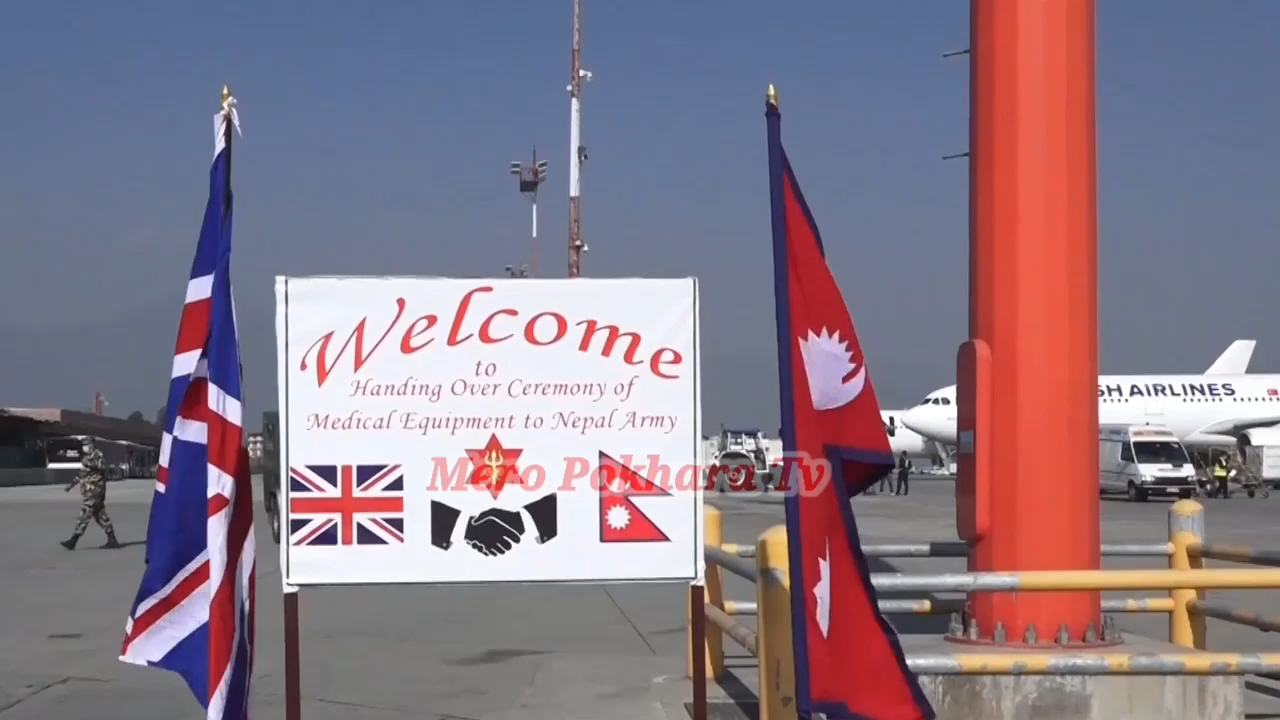 Welcome
to
Handing Over Ceremony of
Medical Equipment to Nepal Army
Mero Pokhara Tv
SH AIRLINES